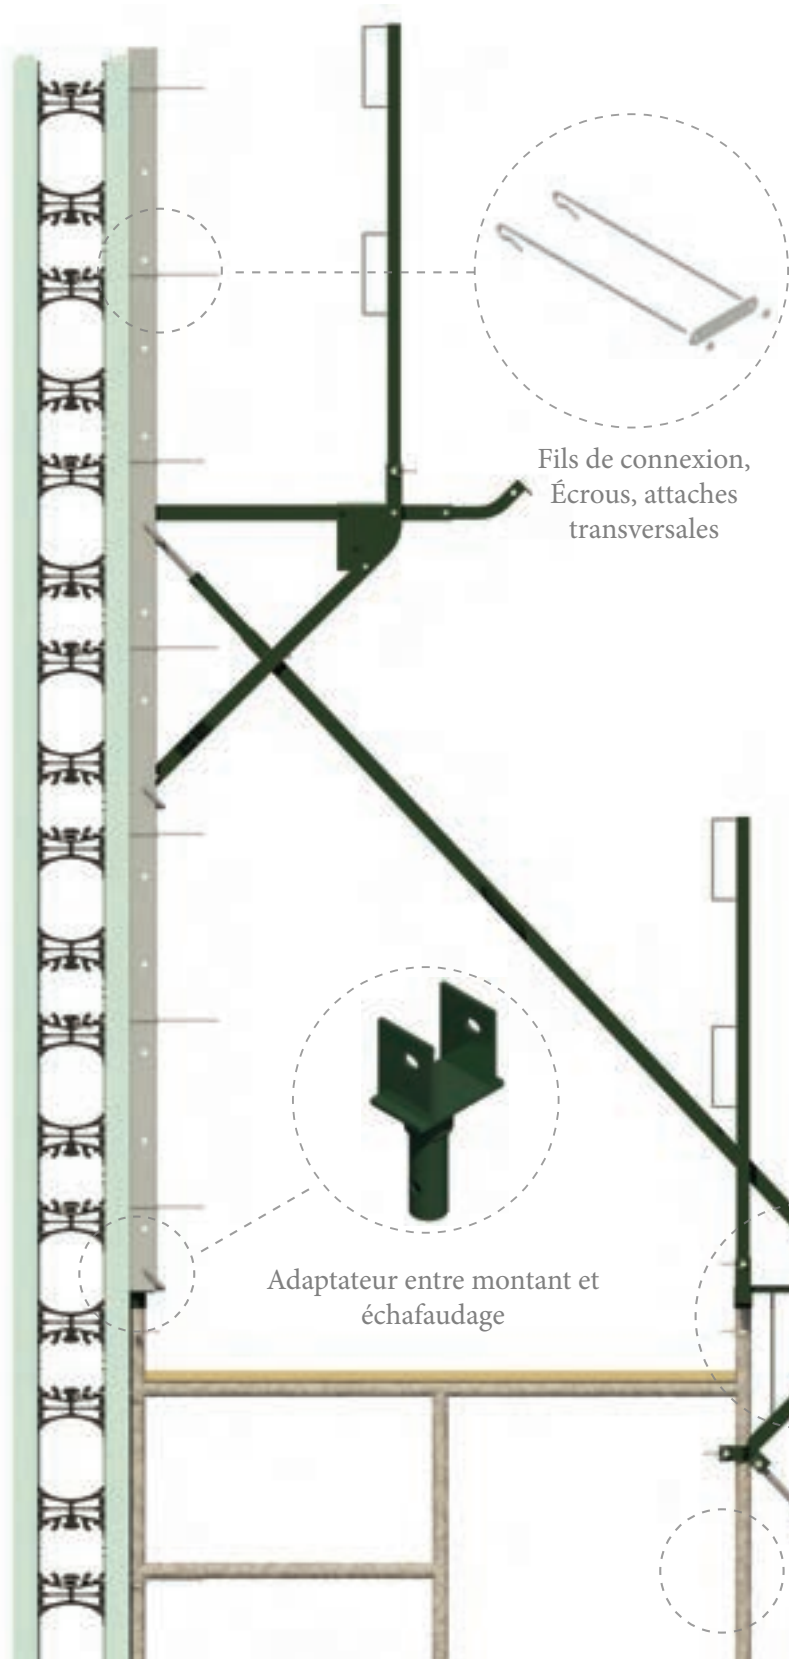 Fils de connexion,
Écrous, attaches
transversales
Adaptateur entre montant et
échafaudage